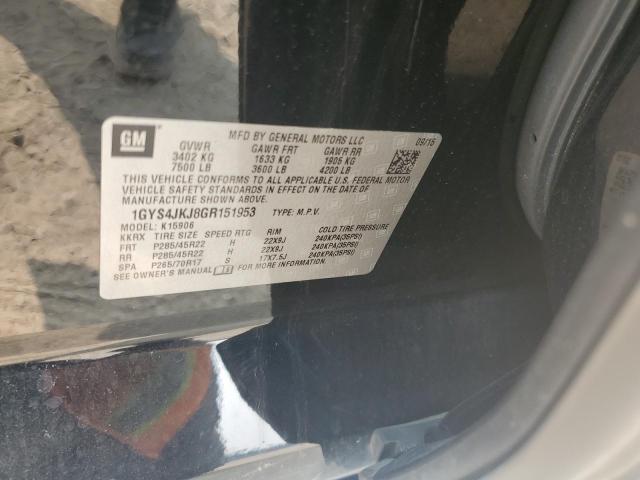 GM
MFD BY GENERAL MOTORS LLC
GVWR GAWR FRT GAWR RR 09/15
3402 KG 1633 KG 1905 KG
7500 LB 3600 LB 4200 LB
THIS VEHICLE CONFORMS TO ALL APPLICABLE U.S. FEDERAL MOTOR
VEHICLE SAFETY STANDARDS IN EFFECT ON THE DATE OF
MANUFACTURE SHOWN ABOVE.
1GYS4JKJ8GR151953 TYPE: M.P.V.
MODEL: K15906
KKRX TIRE SIZE SPEED RTG RIM COLD TIRE PRESSURE
FRT P285/45R22 H 22X9J 240KPA(35PSI)
RR P285/45R22 H 22X9J 240KPA(35PSI)
SPA P265/70R17 S 17X7.5J 240KPA(35PSI)
SEE OWNER'S MANUAL FOR MORE INFORMATION.